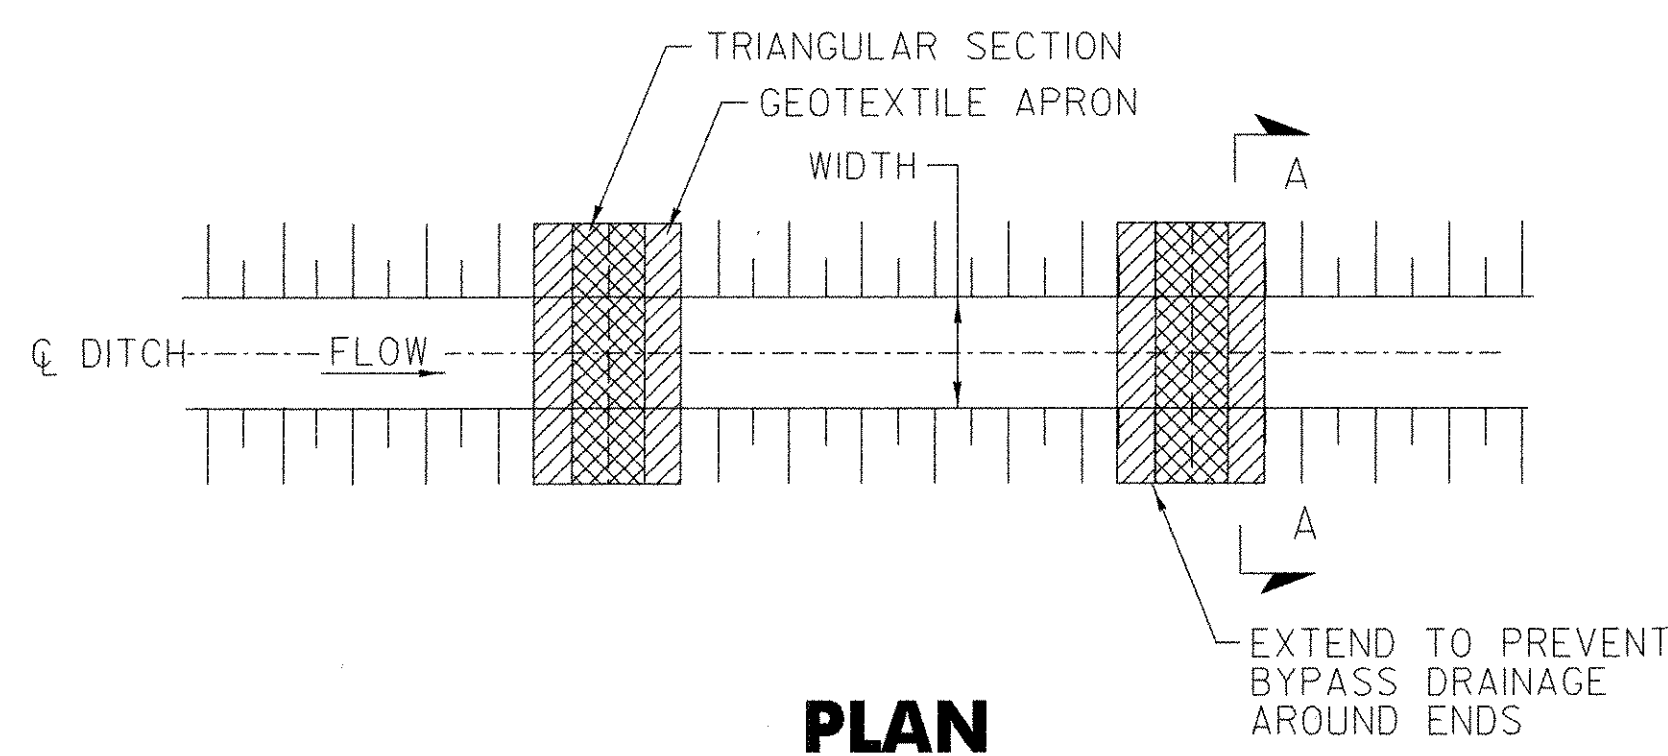 TRIANGULAR SECTION
GEOTEXTILE APRON
WIDTH
A
℄ DITCH
FLOW
A
EXTEND TO PREVENT
BYPASS DRAINAGE
AROUND ENDS
PLAN